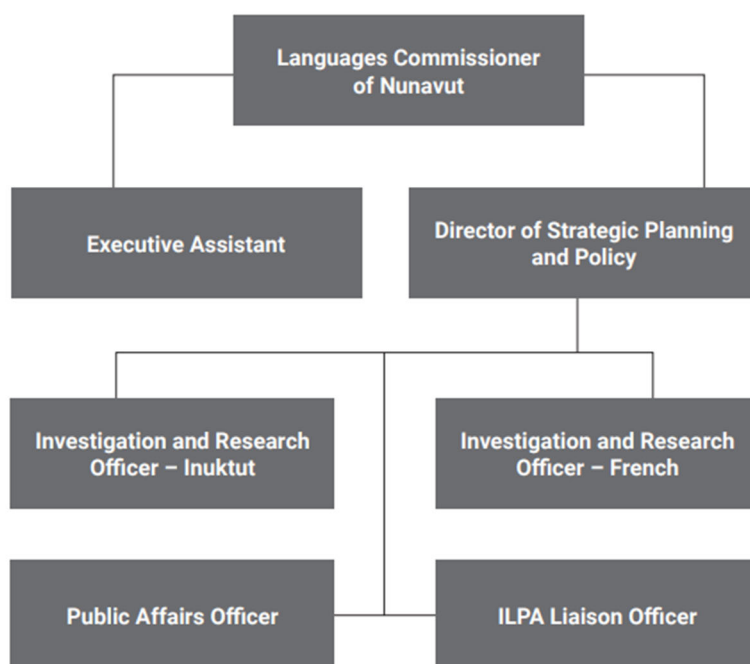 Languages Commissioner
of Nunavut
Executive Assistant
Director of Strategic Planning
and Policy
Investigation and Research
Officer – Inuktut
Investigation and Research
Officer – French
Public Affairs Officer
ILPA Liaison Officer